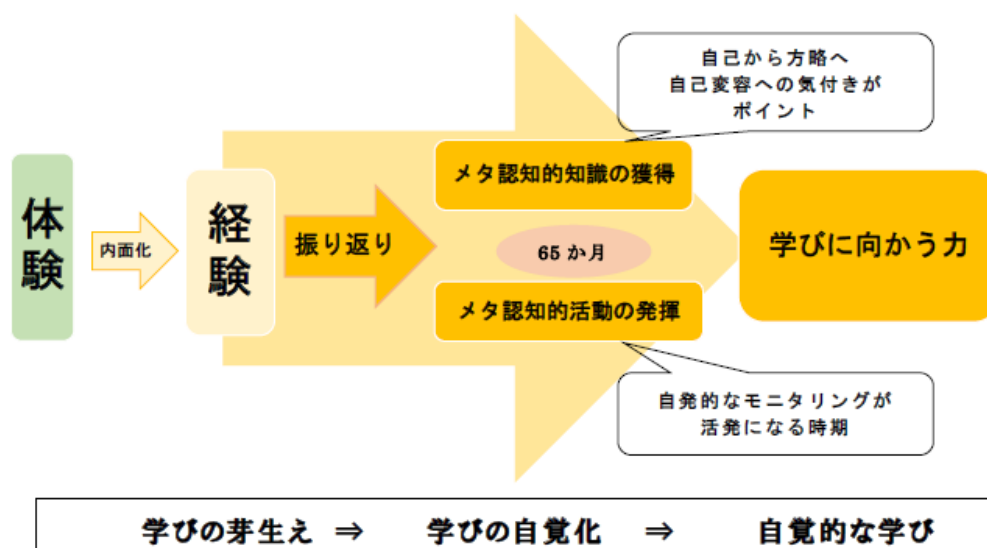 自己から方略へ
自己変容への気付きが
ポイント
体験
内面化
経験
振り返り
メタ認知的知識の獲得
65 か月
メタ認知的活動の発揮
学びに向かう力
自発的なモニタリングが
活発になる時期
学びの芽生え ⇒ 学びの自覚化 ⇒ 自覚的な学び